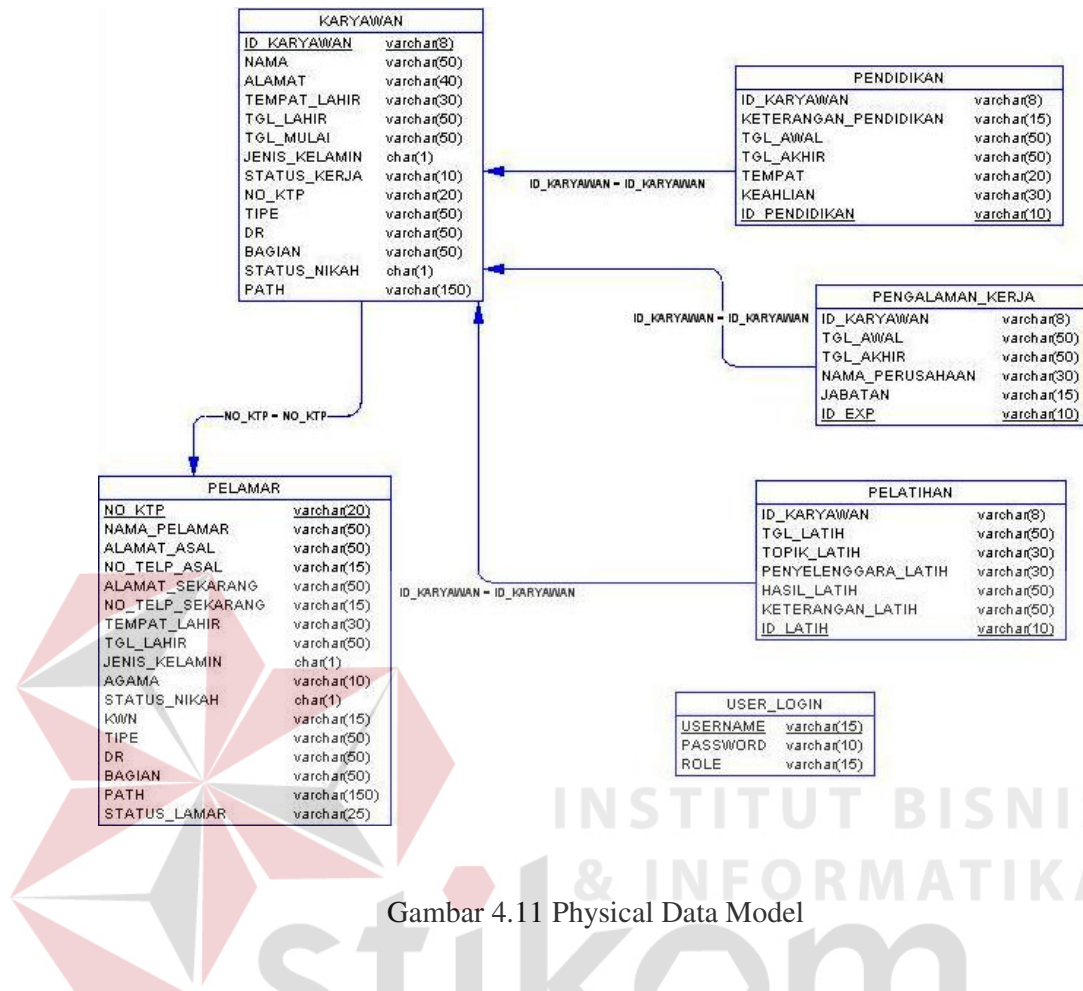 KARYAWAN
ID_KARYAWAN varchar(8)
NAMA varchar(50)
ALAMAT varchar(40)
TEMPAT_LAHIR varchar(30)
TGL_LAHIR varchar(50)
TGL_MULAI varchar(50)
JENIS_KELAMIN char(1)
STATUS_KERJA varchar(10)
NO_KTP varchar(20)
TIPE varchar(50)
DR varchar(50)
BAGIAN varchar(50)
STATUS_NIKAH char(1)
PATH varchar(150)
PENDIDIKAN
ID_KARYAWAN varchar(8)
KETERANGAN_PENDIDIKAN varchar(15)
TGL_AWAL varchar(50)
TGL_AKHIR varchar(50)
TEMPAT varchar(20)
KEAHLIAN varchar(30)
ID_PENDIDIKAN varchar(10)
ID_KARYAWAN = ID_KARYAWAN
PENGALAMAN_KERJA
ID_KARYAWAN varchar(8)
TGL_AWAL varchar(50)
TGL_AKHIR varchar(50)
NAMA_PERUSAHAAN varchar(30)
JABATAN varchar(15)
ID_EXP varchar(10)
ID_KARYAWAN = ID_KARYAWAN
NO_KTP = NO_KTP
PELAMAR
NO_KTP varchar(20)
NAMA_PELAMAR varchar(50)
ALAMAT_ASAL varchar(50)
NO_TELP_ASAL varchar(15)
ALAMAT_SEKARANG varchar(50)
NO_TELP_SEKARANG varchar(15)
TEMPAT_LAHIR varchar(30)
TGL_LAHIR varchar(50)
JENIS_KELAMIN char(1)
AGAMA varchar(10)
STATUS_NIKAH char(1)
KWN varchar(15)
TIPE varchar(50)
DR varchar(50)
BAGIAN varchar(50)
PATH varchar(150)
STATUS_LAMAR varchar(25)
ID_KARYAWAN = ID_KARYAWAN
PELATIHAN
ID_KARYAWAN varchar(8)
TGL_LATIH varchar(50)
TOPIK_LATIH varchar(30)
PENYELENGGARA_LATIH varchar(30)
HASIL_LATIH varchar(50)
KETERANGAN_LATIH varchar(50)
ID_LATIH varchar(10)
USER_LOGIN
USERNAME varchar(15)
PASSWORD varchar(10)
ROLE varchar(15)
INSTITUT BISNI
& INFORMATIKA
Gambar 4.11 Physical Data Model
stikom